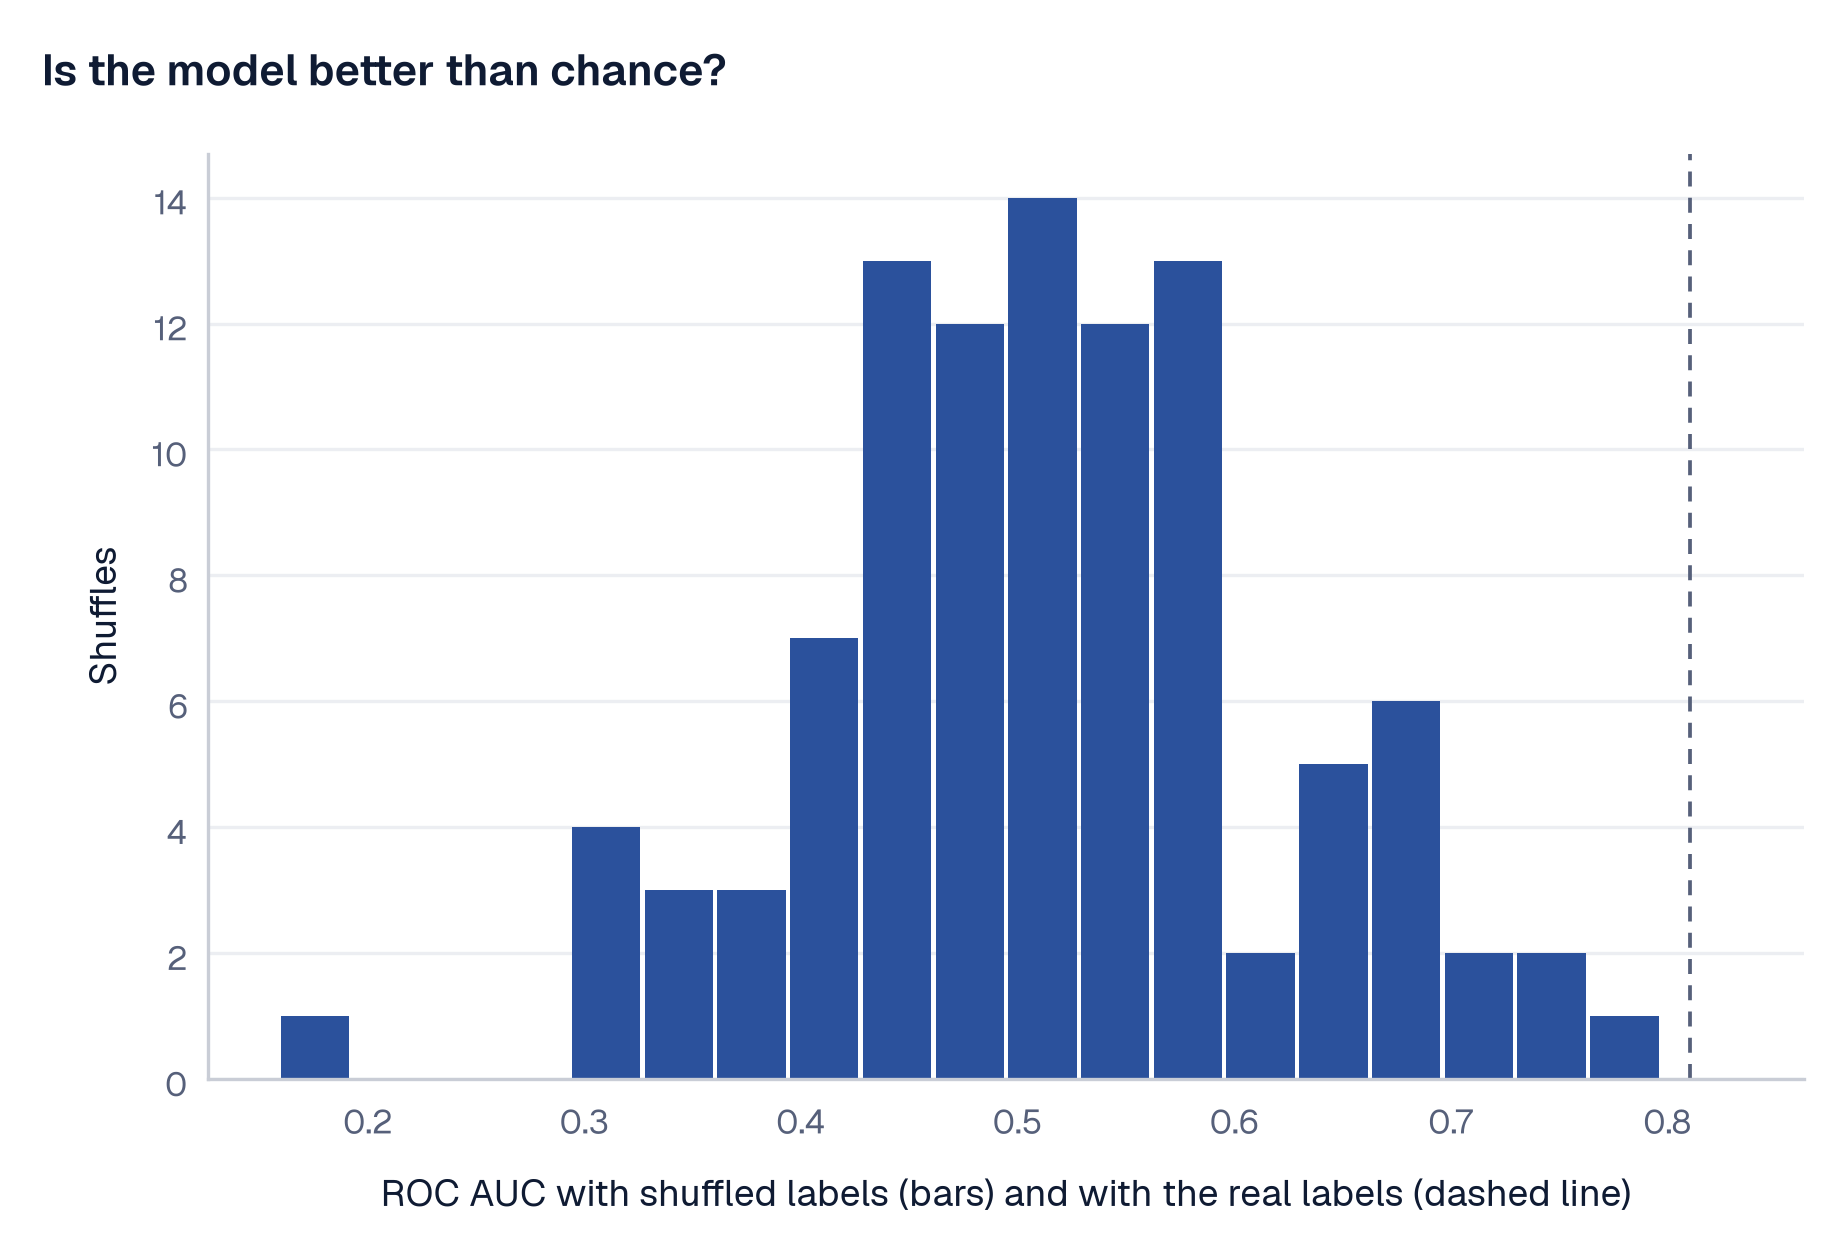 Is the model better than chance?
14
12
10
8
6
4
2
0
Shuffles
0.2 0.3 0.4 0.5 0.6 0.7 0.8
ROC AUC with shuffled labels (bars) and with the real labels (dashed line)